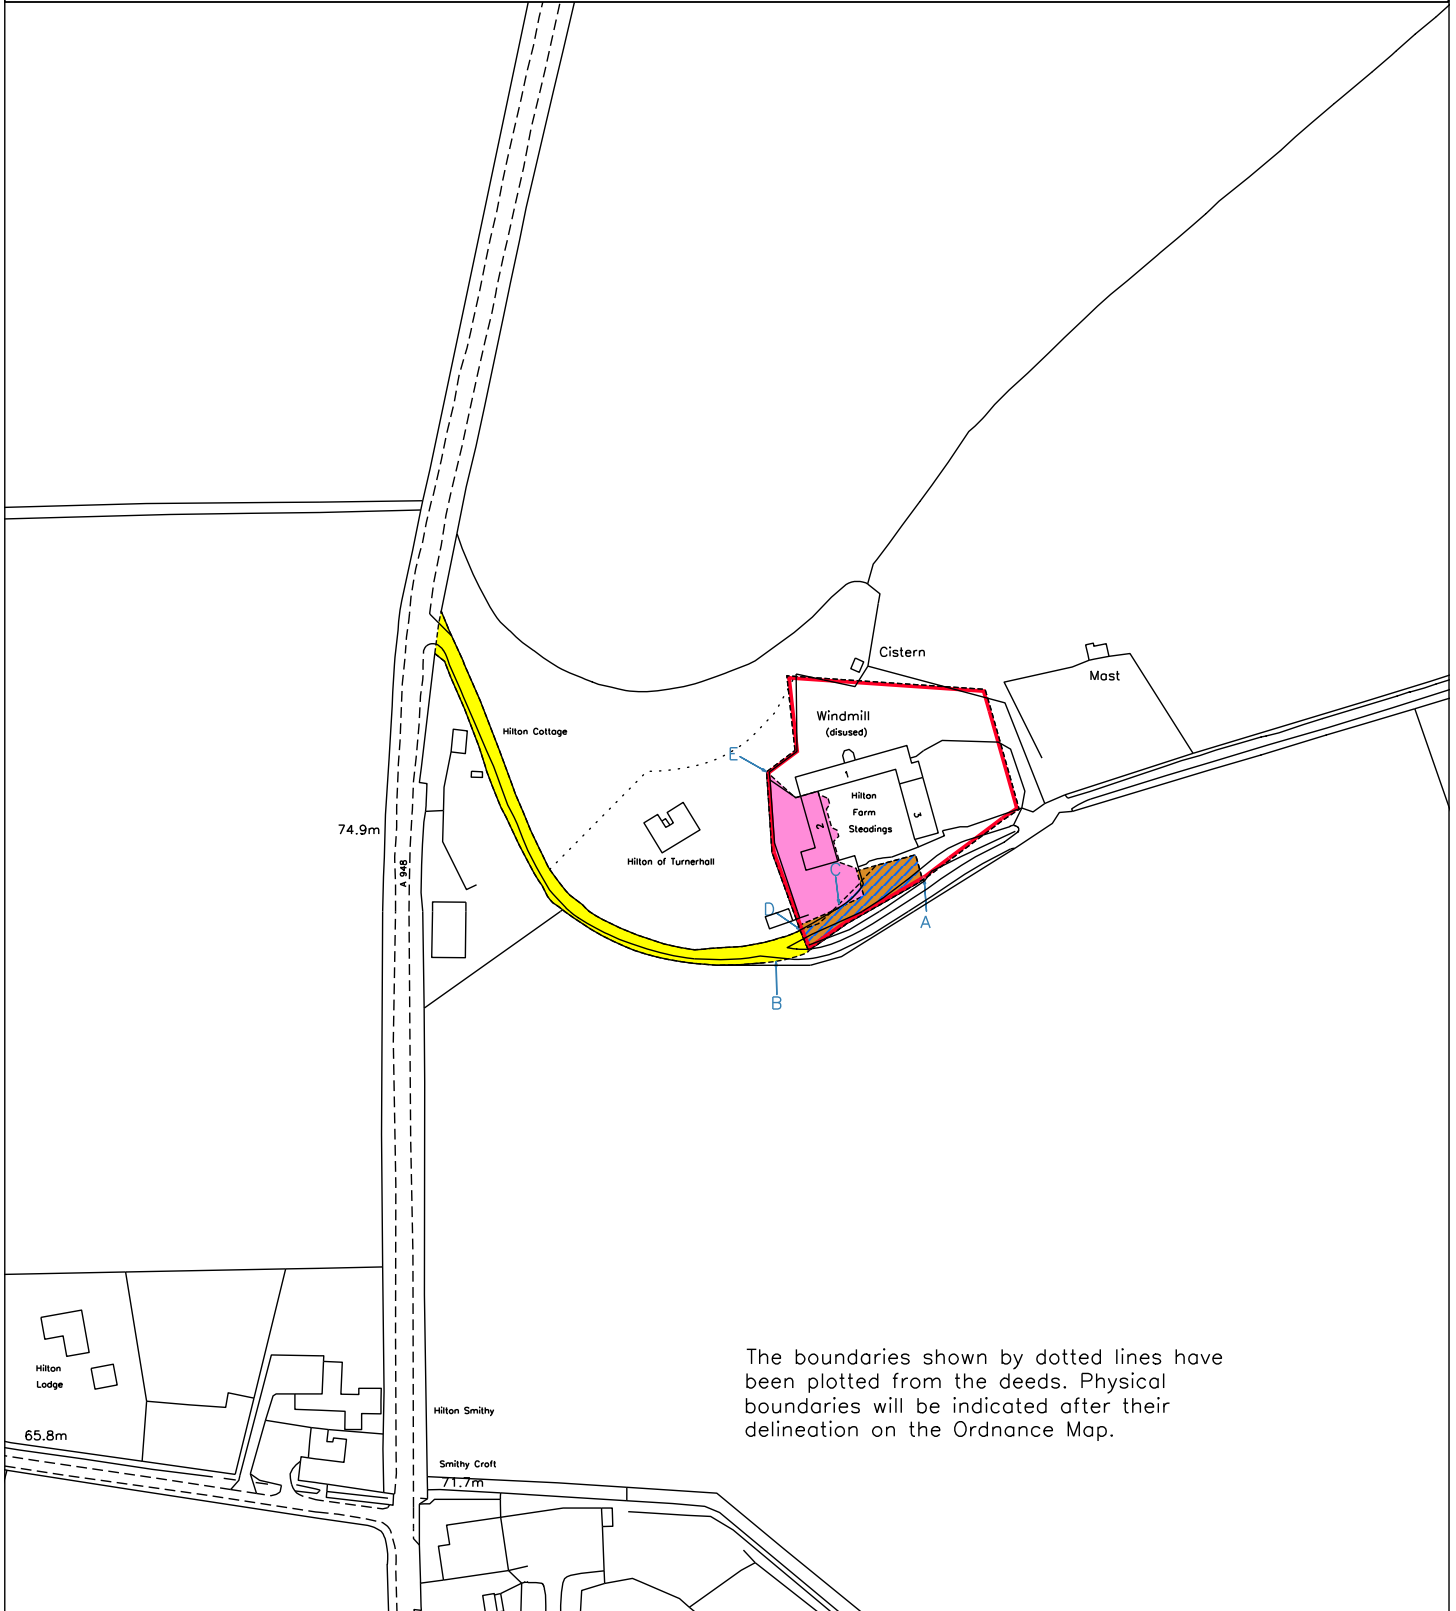 Cistern
Mast
Windmill
(disused)
Hilton Cottage
E
1
Hilton
Farm
Steadings
2
3
74.9m
A 948
Hilton of Turnerhall
C
D
A
B
The boundaries shown by dotted lines have
been plotted from the deeds. Physical
boundaries will be indicated after their
delineation on the Ordnance Map.
Hilton
Lodge
Hilton Smithy
65.8m
Smithy Croft
71.7m